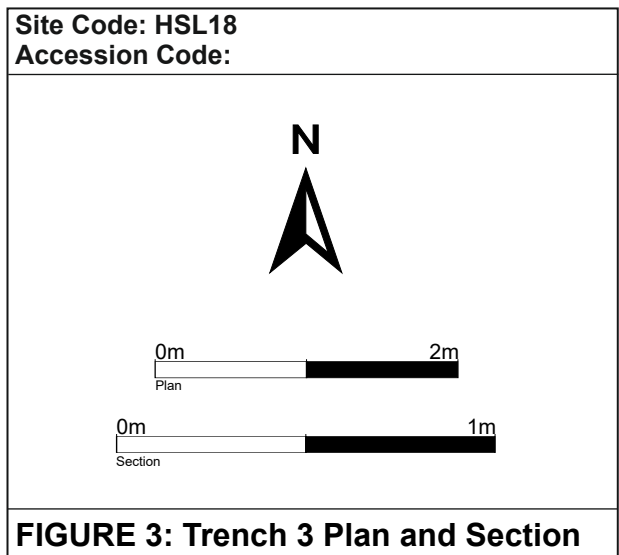 Site Code: HSL18
Accession Code:
N
0m 2m
Plan
0m 1m
Section
FIGURE 3: Trench 3 Plan and Section